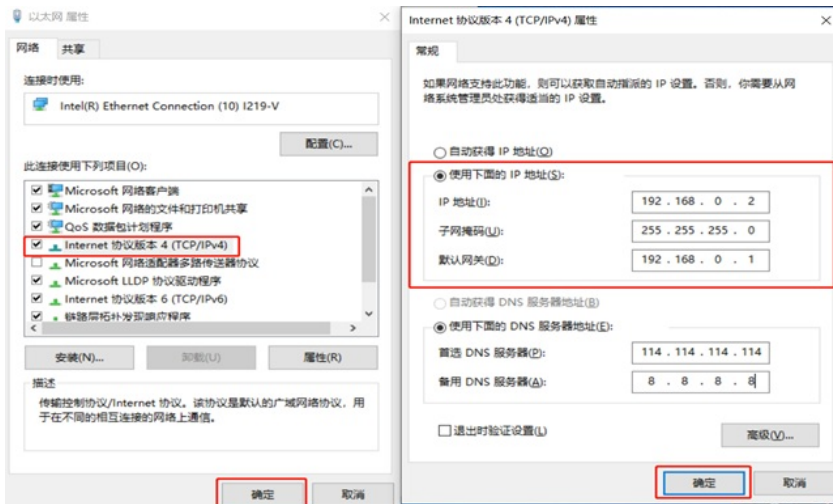 以太网 属性
网络
共享
连接时使用:
Intel(R) Ethernet Connection (10) I219-V
配置(C)...
此连接使用下列项目(O):
Microsoft 网络客户端
Microsoft 网络的文件和打印机共享
QoS 数据包计划程序
Internet 协议版本 4 (TCP/IPv4)
Microsoft 网络适配器多路传送器协议
Microsoft LLDP 协议驱动程序
Internet 协议版本 6 (TCP/IPv6)
链路层拓扑发现响应程序
安装(N)...
卸载(U)
属性(R)
描述
传输控制协议/Internet 协议。该协议是默认的广域网络协议，用
于在不同的相互连接的网络上通信。
确定
取消
Internet 协议版本 4 (TCP/IPv4) 属性
常规
如果网络支持此功能，则可以获取自动指派的 IP 设置。否则，你需要从网
络系统管理员处获得适当的 IP 设置。
自动获得 IP 地址(O)
使用下面的 IP 地址(S):
IP 地址(I):
192 . 168 . 0 . 2
子网掩码(U):
255 . 255 . 255 . 0
默认网关(D):
192 . 168 . 0 . 1
自动获得 DNS 服务器地址(B)
使用下面的 DNS 服务器地址(E):
首选 DNS 服务器(P):
114 . 114 . 114 . 114
备用 DNS 服务器(A):
8 . 8 . 8 . 8
退出时验证设置(L)
高级(V)...
确定
取消